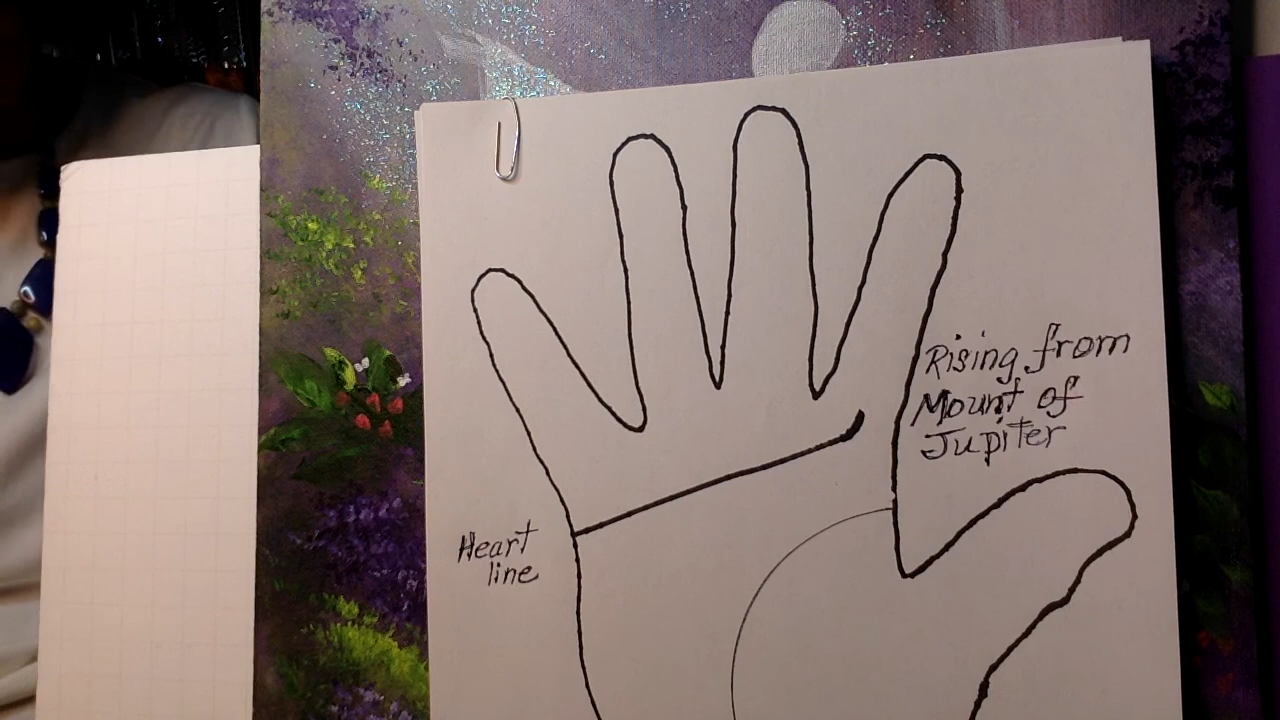 Rising from
Mount of
Jupiter
Heart
line